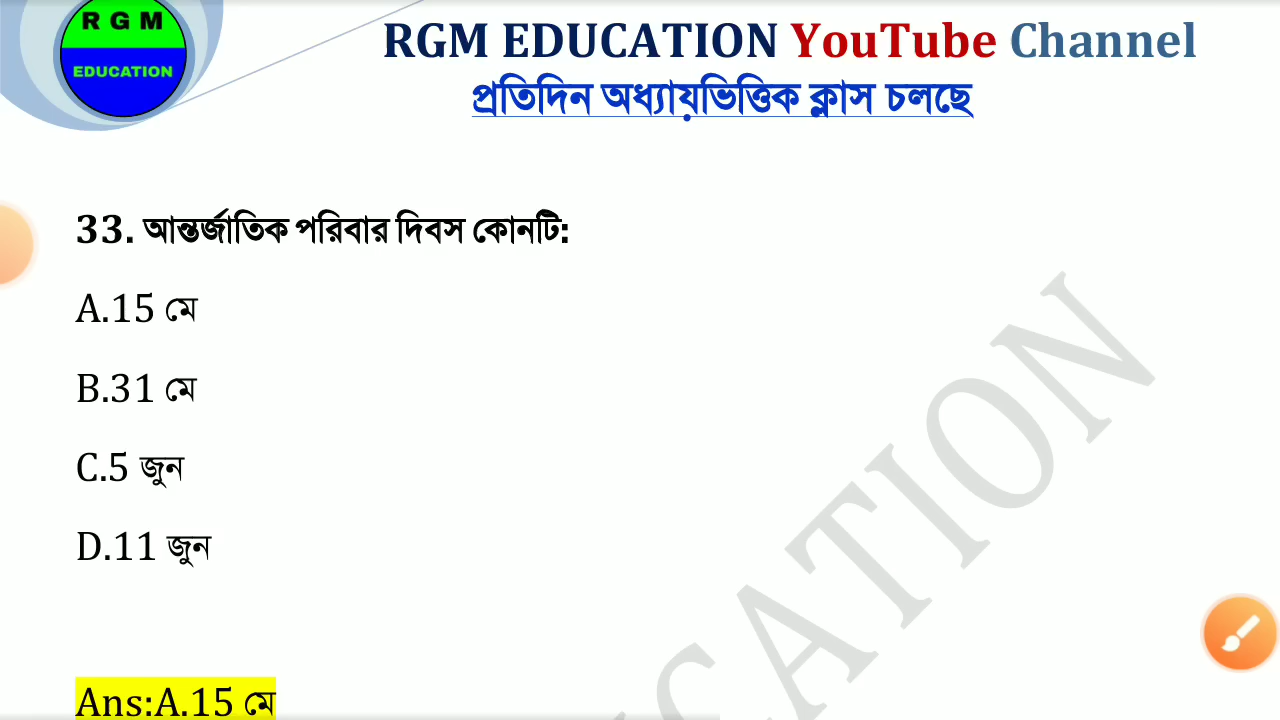 R G M
EDUCATION
RGM EDUCATION YouTube Channel
প্রতিদিন অধ্যায়ভিত্তিক ক্লাস চলছে
33. আন্তর্জাতিক পরিবার দিবস কোনটি:
A.15 মে
B.31 মে
C.5 জুন
D.11 জুন
Ans:A.15 মে